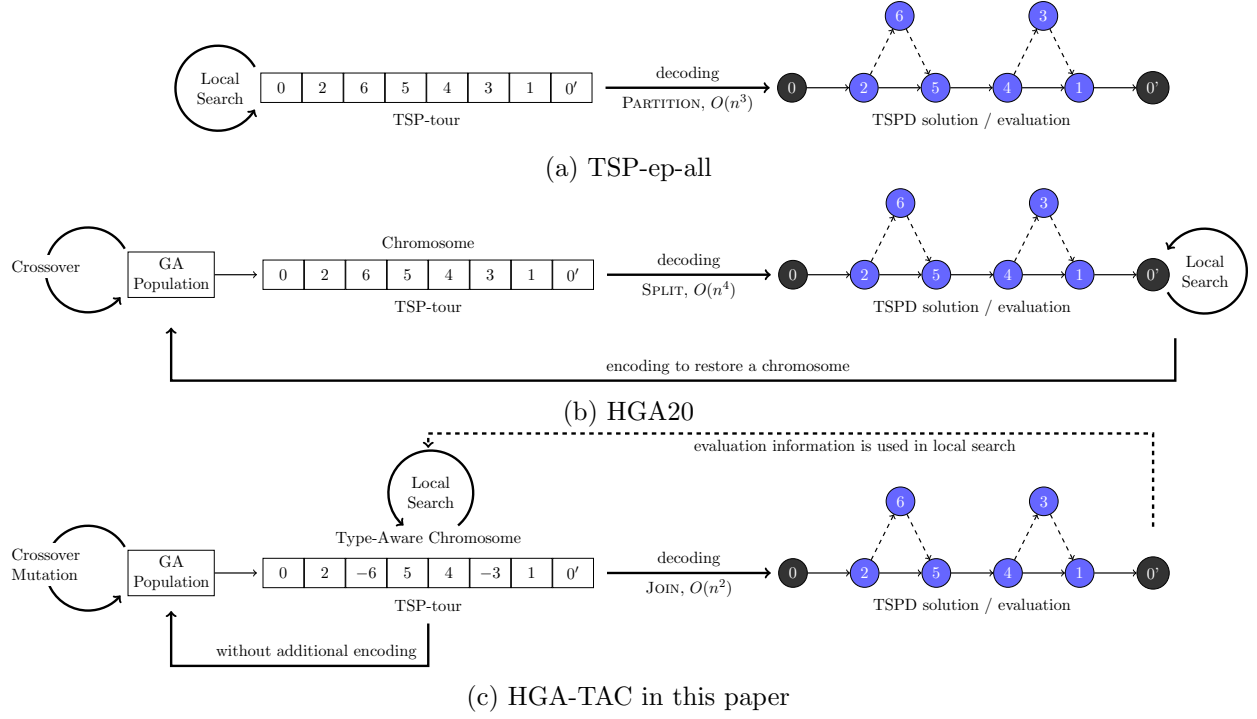 6 3
Local
Search
0 2 6 5 4 3 1 0'
decoding
PARTITION, O(n³)
0 2 5 4 1 0'
TSP-tour
TSPD solution / evaluation
(a) TSP-ep-all
6 3
Crossover
GA
Population
Chromosome
0 2 6 5 4 3 1 0'
TSP-tour
decoding
SPLIT, O(n⁴)
0 2 5 4 1 0'
TSPD solution / evaluation
Local
Search
encoding to restore a chromosome
(b) HGA20
evaluation information is used in local search
Local
Search
6 3
Crossover
Mutation
GA
Population
Type-Aware Chromosome
0 2 −6 5 4 −3 1 0'
TSP-tour
decoding
JOIN, O(n²)
0 2 5 4 1 0'
TSPD solution / evaluation
without additional encoding
(c) HGA-TAC in this paper